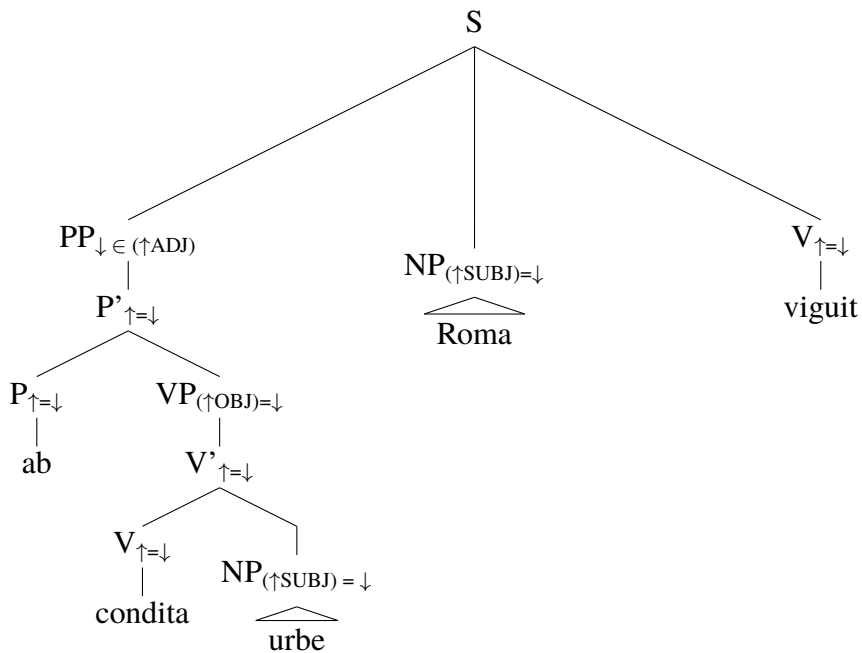 S
PP↓ ∈ (↑ADJ)
NP(↑SUBJ)=↓
V↑=↓
P’↑=↓
Roma
viguit
P↑=↓
VP(↑OBJ)=↓
ab
V’↑=↓
V↑=↓
NP(↑SUBJ) = ↓
condita
urbe